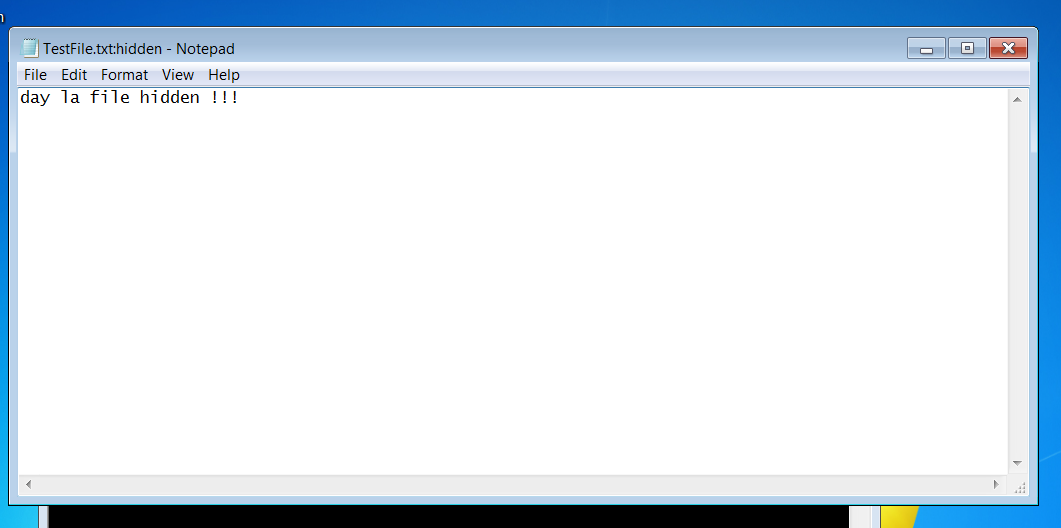 TestFile.txt:hidden - Notepad
File Edit Format View Help
day la file hidden !!!